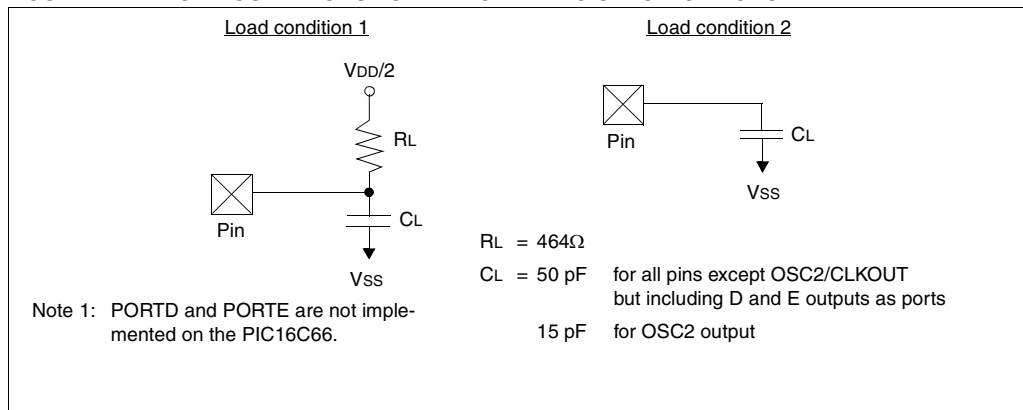 Load condition 1
VDD/2
RL
Pin
CL
VSS
Note 1: PORTD and PORTE are not imple-
mented on the PIC16C66.
Load condition 2
Pin
CL
VSS
RL = 464Ω
CL = 50 pF for all pins except OSC2/CLKOUT
but including D and E outputs as ports
15 pF for OSC2 output